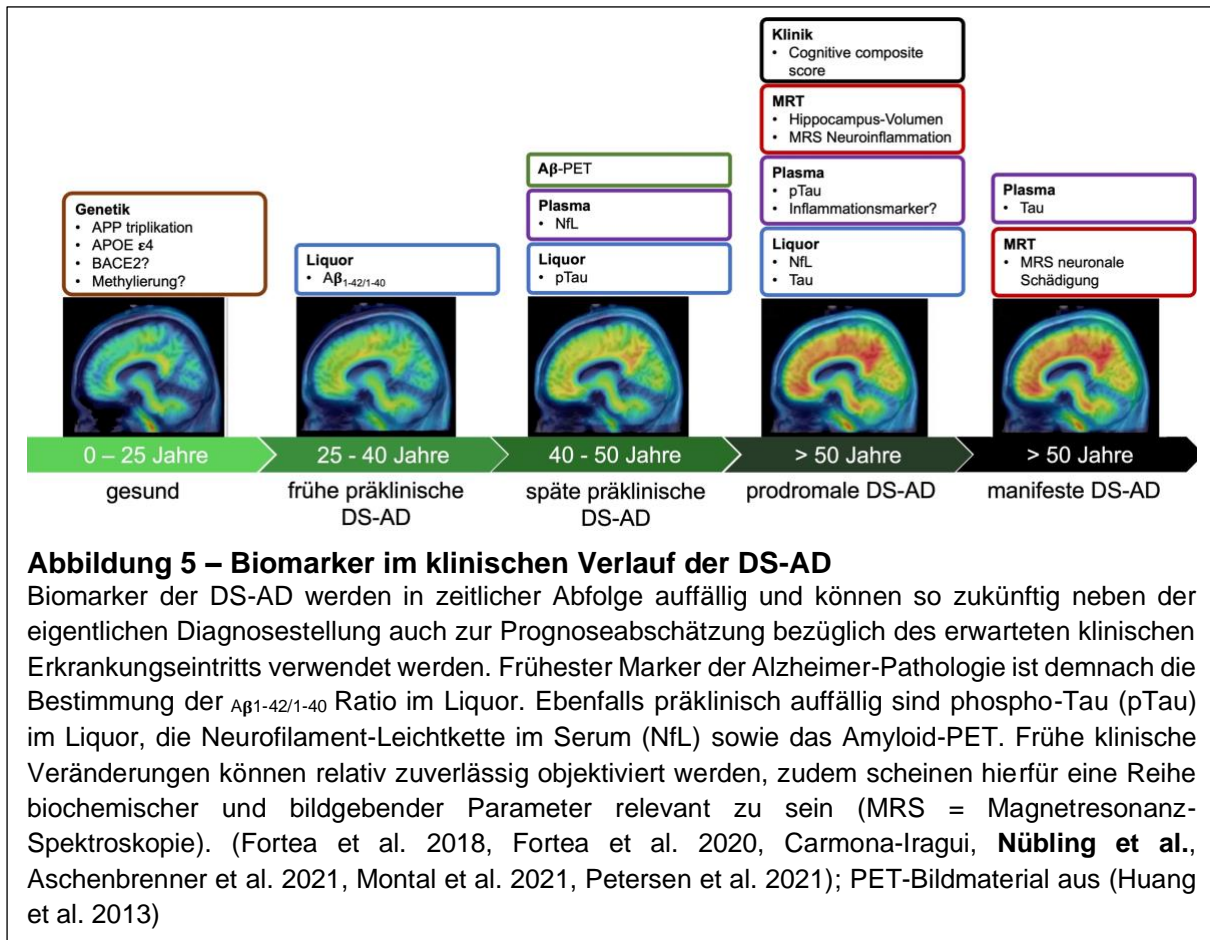 Klinik
• Cognitive composite
score
MRT
• Hippocampus-Volumen
• MRS Neuroinflammation
Aβ-PET
Plasma
• NfL
Liquor
• pTau
Plasma
• pTau
• Inflammationsmarker?
Liquor
• NfL
• Tau
Plasma
• Tau
MRT
• MRS neuronale
Schädigung
Genetik
• APP triplikation
• APOE ε4
• BACE2?
• Methylierung?
Liquor
• Aβ1-42/1-40
0 – 25 Jahre
25 - 40 Jahre
40 - 50 Jahre
> 50 Jahre
> 50 Jahre
gesund
frühe präklinische
DS-AD
späte präklinische
DS-AD
prodromale DS-AD
manifeste DS-AD
Abbildung 5 – Biomarker im klinischen Verlauf der DS-AD
Biomarker der DS-AD werden in zeitlicher Abfolge auffällig und können so zukünftig neben der
eigentlichen Diagnosestellung auch zur Prognoseabschätzung bezüglich des erwarteten klinischen
Erkrankungseintritts verwendet werden. Frühester Marker der Alzheimer-Pathologie ist demnach die
Bestimmung der Aβ1-42/1-40 Ratio im Liquor. Ebenfalls präklinisch auffällig sind phospho-Tau (pTau)
im Liquor, die Neurofilament-Leichtkette im Serum (NfL) sowie das Amyloid-PET. Frühe klinische
Veränderungen können relativ zuverlässig objektiviert werden, zudem scheinen hierfür eine Reihe
biochemischer und bildgebender Parameter relevant zu sein (MRS = Magnetresonanz-
Spektroskopie). (Fortea et al. 2018, Fortea et al. 2020, Carmona-Iragui, Nübling et al.,
Aschenbrenner et al. 2021, Montal et al. 2021, Petersen et al. 2021); PET-Bildmaterial aus (Huang
et al. 2013)